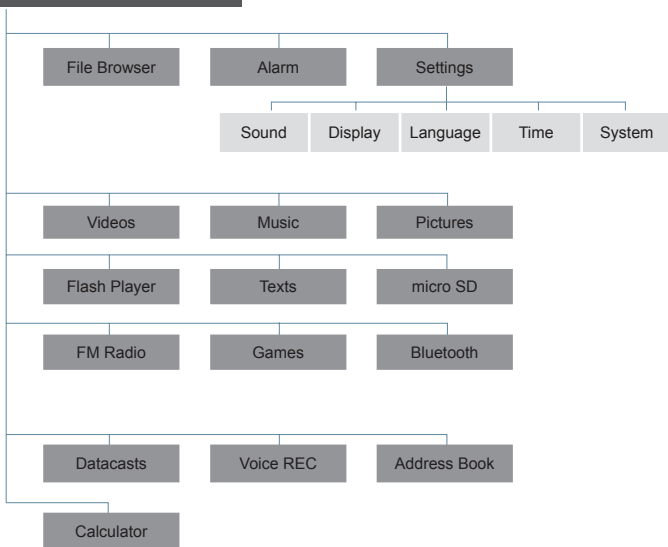 File Browser Alarm Settings
Sound Display Language Time System
Videos Music Pictures
Flash Player Texts micro SD
FM Radio Games Bluetooth
Datacasts Voice REC Address Book
Calculator